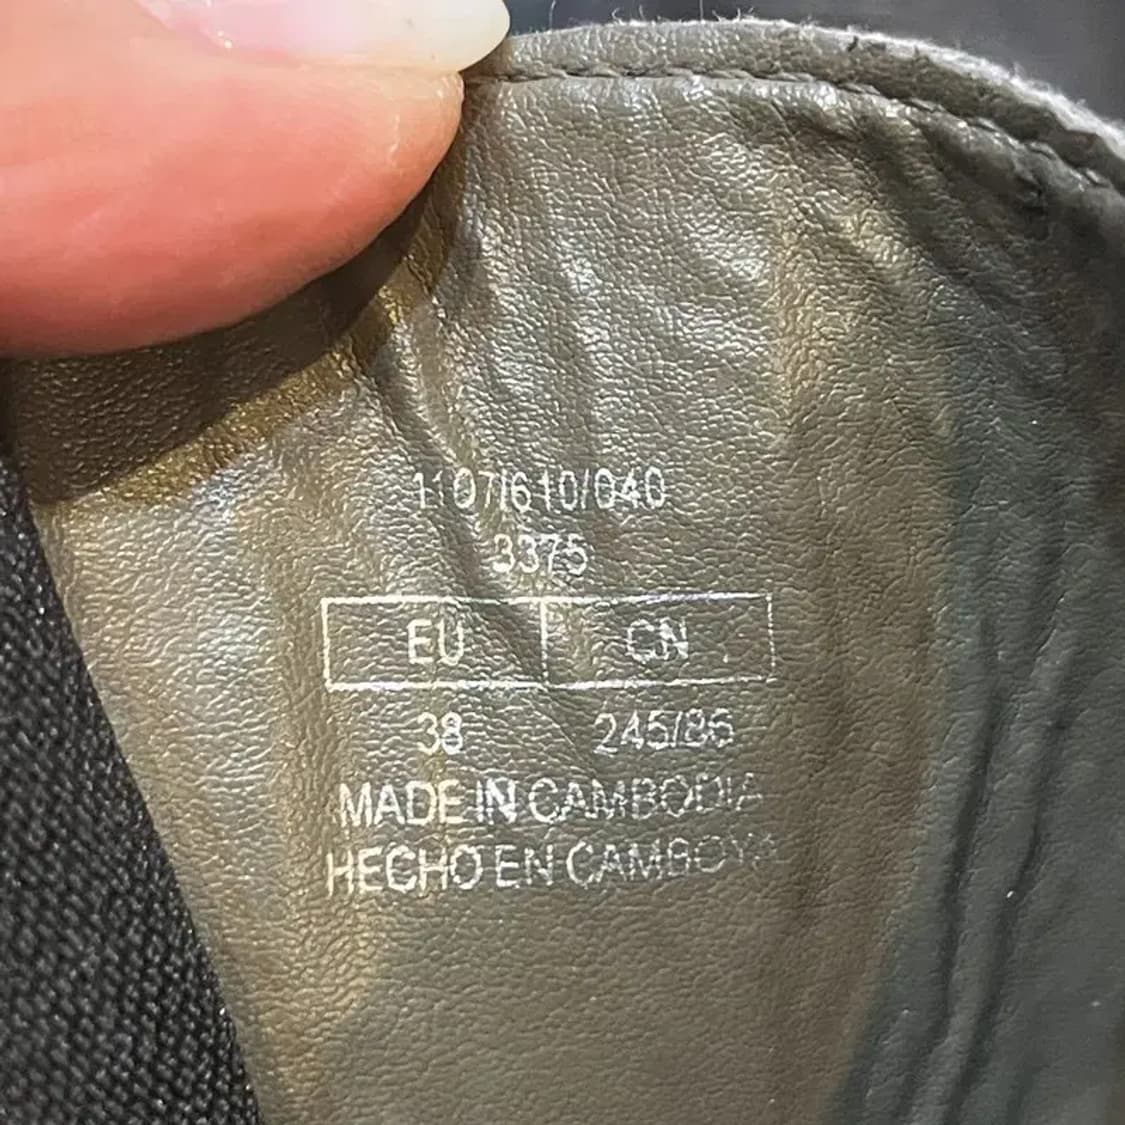 1107/610/040
3375
EU CN
38 245/86
MADE IN CAMBODIA
HECHO EN CAMBOYA